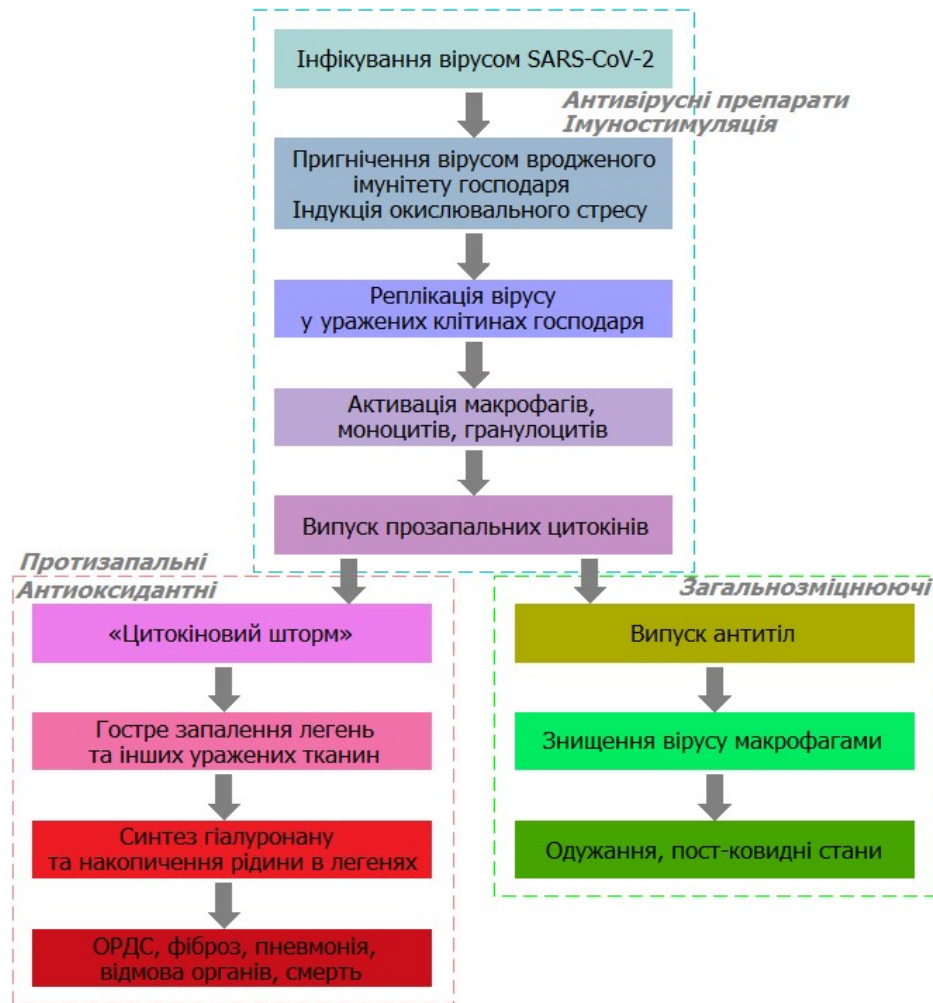 Інфікування вірусом SARS-CoV-2
Антивірусні препарати
Імуностимуляція
Пригнічення вірусом вродженого
імунітету господаря
Індукція окислювального стресу
Реплікація вірусу
у уражених клітинах господаря
Активація макрофагів,
моноцитів, гранулоцитів
Випуск прозапальних цитокінів
Протизапальні
Антиоксидантні
«Цитокіновий шторм»
Гостре запалення легень
та інших уражених тканин
Синтез гіалуронану
та накопичення рідини в легенях
ОРДС, фіброз, пневмонія,
відмова органів, смерть
Загальнозміцнюючі
Випуск антитіл
Знищення вірусу макрофагами
Одужання, пост-ковидні стани